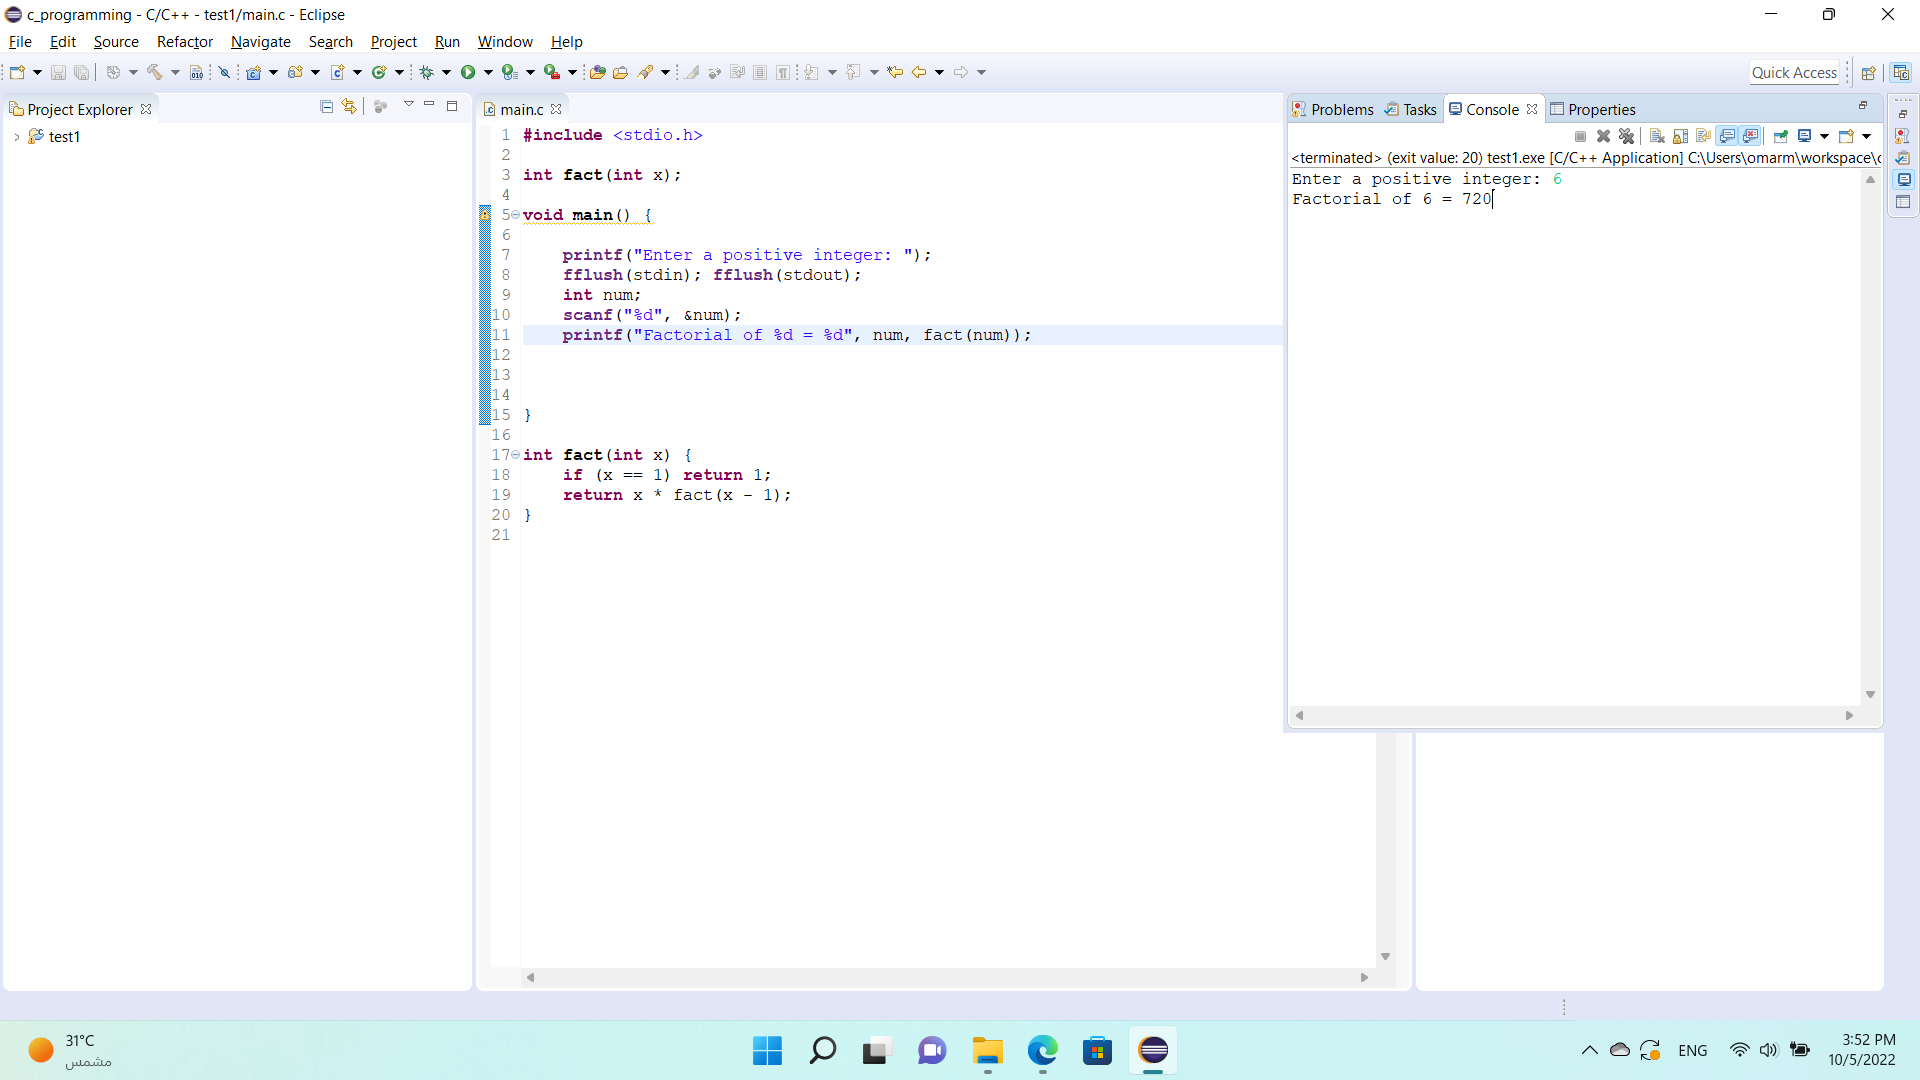 c_programming - C/C++ - test1/main.c - Eclipse
File Edit Source Refactor Navigate Search Project Run Window Help
Quick Access
Project Explorer
test1
main.c
1 #include <stdio.h>
2
3 int fact(int x);
4
5 void main() {
6
7     printf("Enter a positive integer: ");
8     fflush(stdin); fflush(stdout);
9     int num;
10     scanf("%d", &num);
11     printf("Factorial of %d = %d", num, fact(num));
12
13
14
15 }
16
17 int fact(int x) {
18     if (x == 1) return 1;
19     return x * fact(x - 1);
20 }
21
Problems Tasks Console Properties
<terminated> (exit value: 20) test1.exe [C/C++ Application] C:\Users\omarm\workspace\
Enter a positive integer: 6
Factorial of 6 = 720
31°C
مشمس
ENG
3:52 PM
10/5/2022